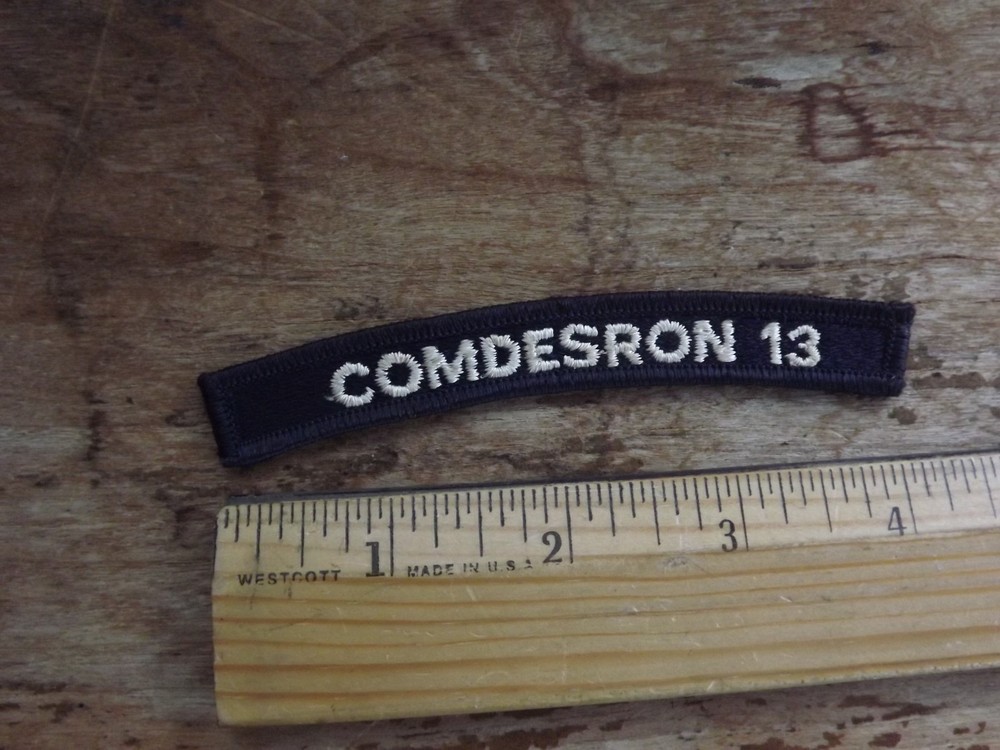 COMDESRON 13
1 2 3 4
WESTCOTT MADE IN U.S.A